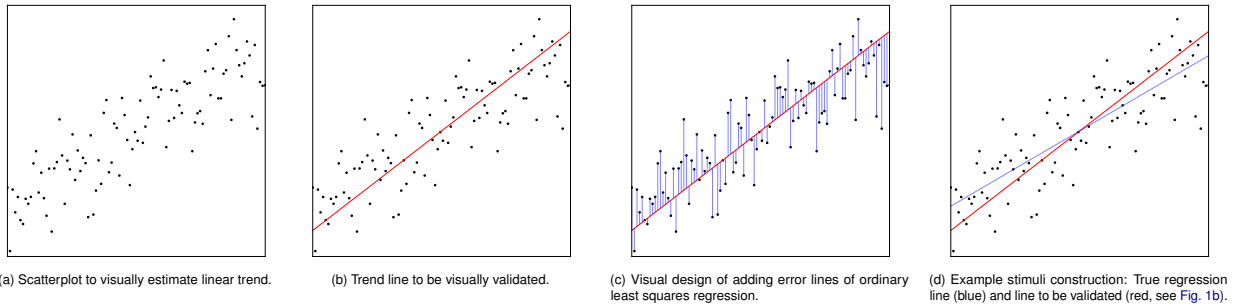 a) Scatterplot to visually estimate linear trend.
(b) Trend line to be visually validated.
(c) Visual design of adding error lines of ordinary
least squares regression.
(d) Example stimuli construction: True regression
line (blue) and line to be validated (red, see Fig. 1b).